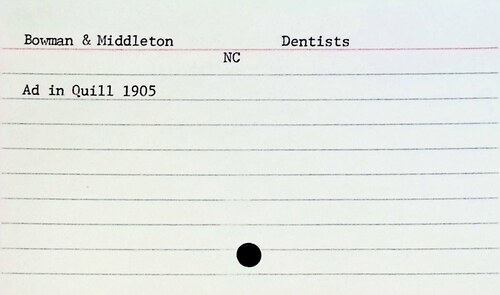 Bowman & Middleton Dentists
NC
Ad in Quill 1905